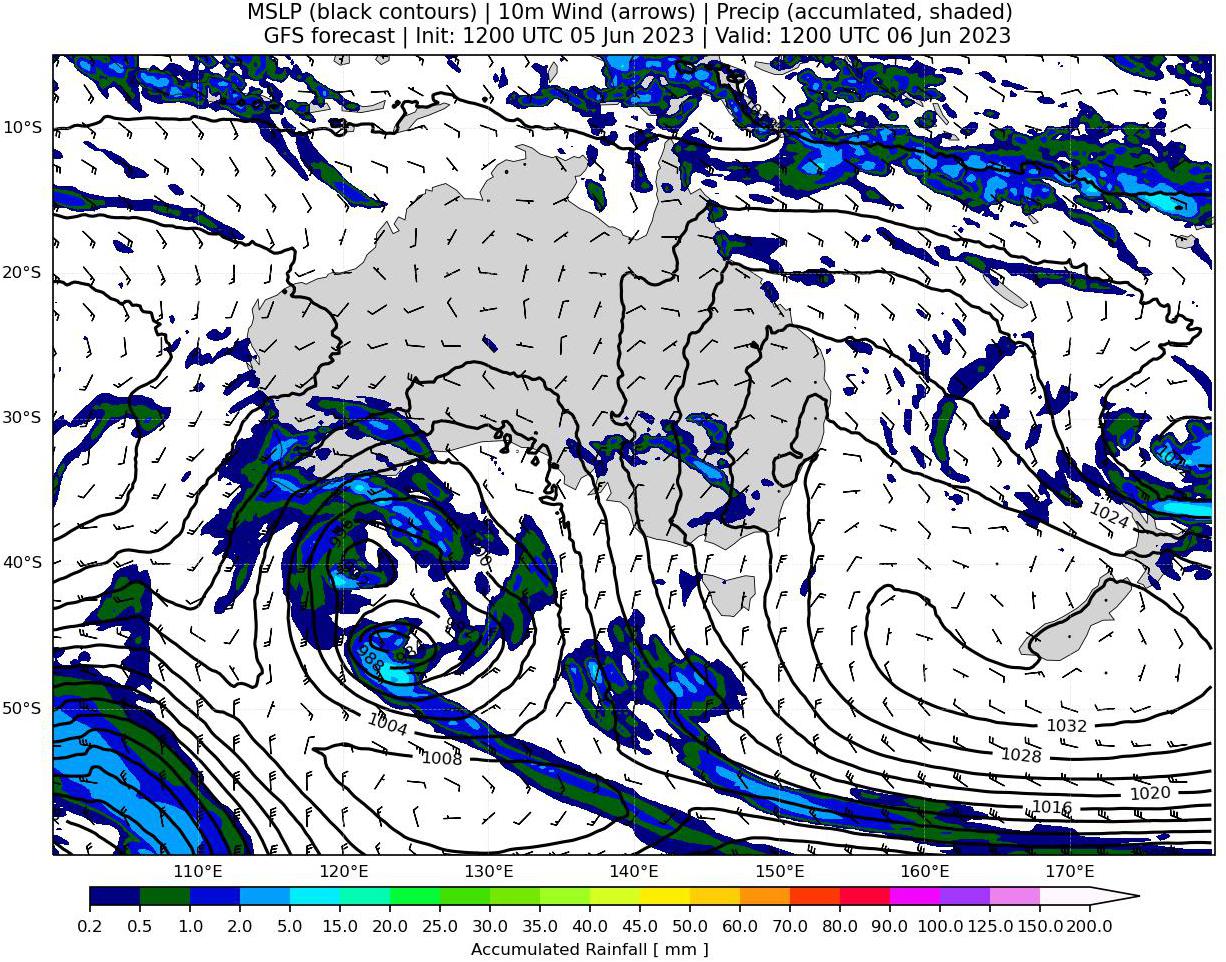 MSLP (black contours) | 10m Wind (arrows) | Precip (accumlated, shaded)
GFS forecast | Init: 1200 UTC 05 Jun 2023 | Valid: 1200 UTC 06 Jun 2023
10°S
20°S
30°S
1024
40°S
988
50°S
1004
1032
1008
1028
1020
1016
110°E 120°E 130°E 140°E 150°E 160°E 170°E
0.2 0.5 1.0 2.0 5.0 10.0 15.0 20.0 25.0 30.0 35.0 40.0 45.0 50.0 60.0 70.0 80.0 90.0 100.0 125.0 150.0 200.0
Accumulated Rainfall [ mm ]